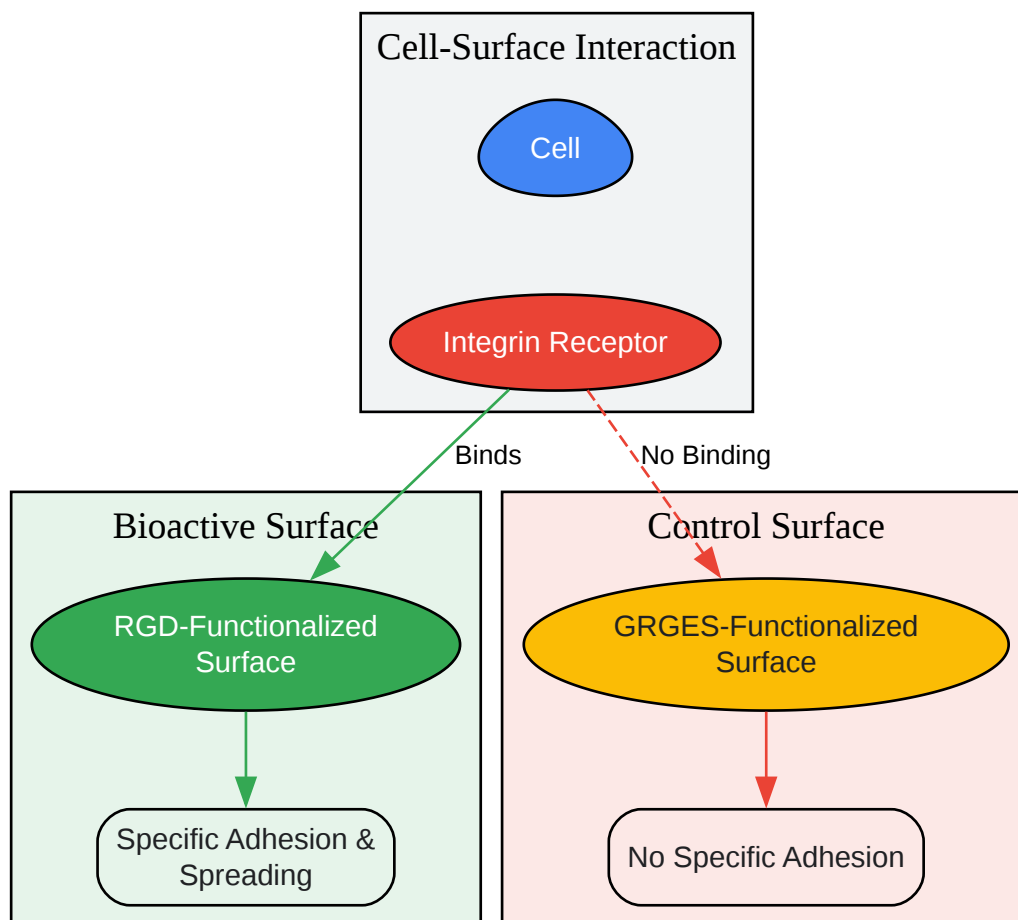 Cell-Surface Interaction
Cell
Integrin Receptor
Binds
No Binding
Bioactive Surface
Control Surface
RGD-Functionalized
Surface
GRGES-Functionalized
Surface
Specific Adhesion &
Spreading
No Specific Adhesion